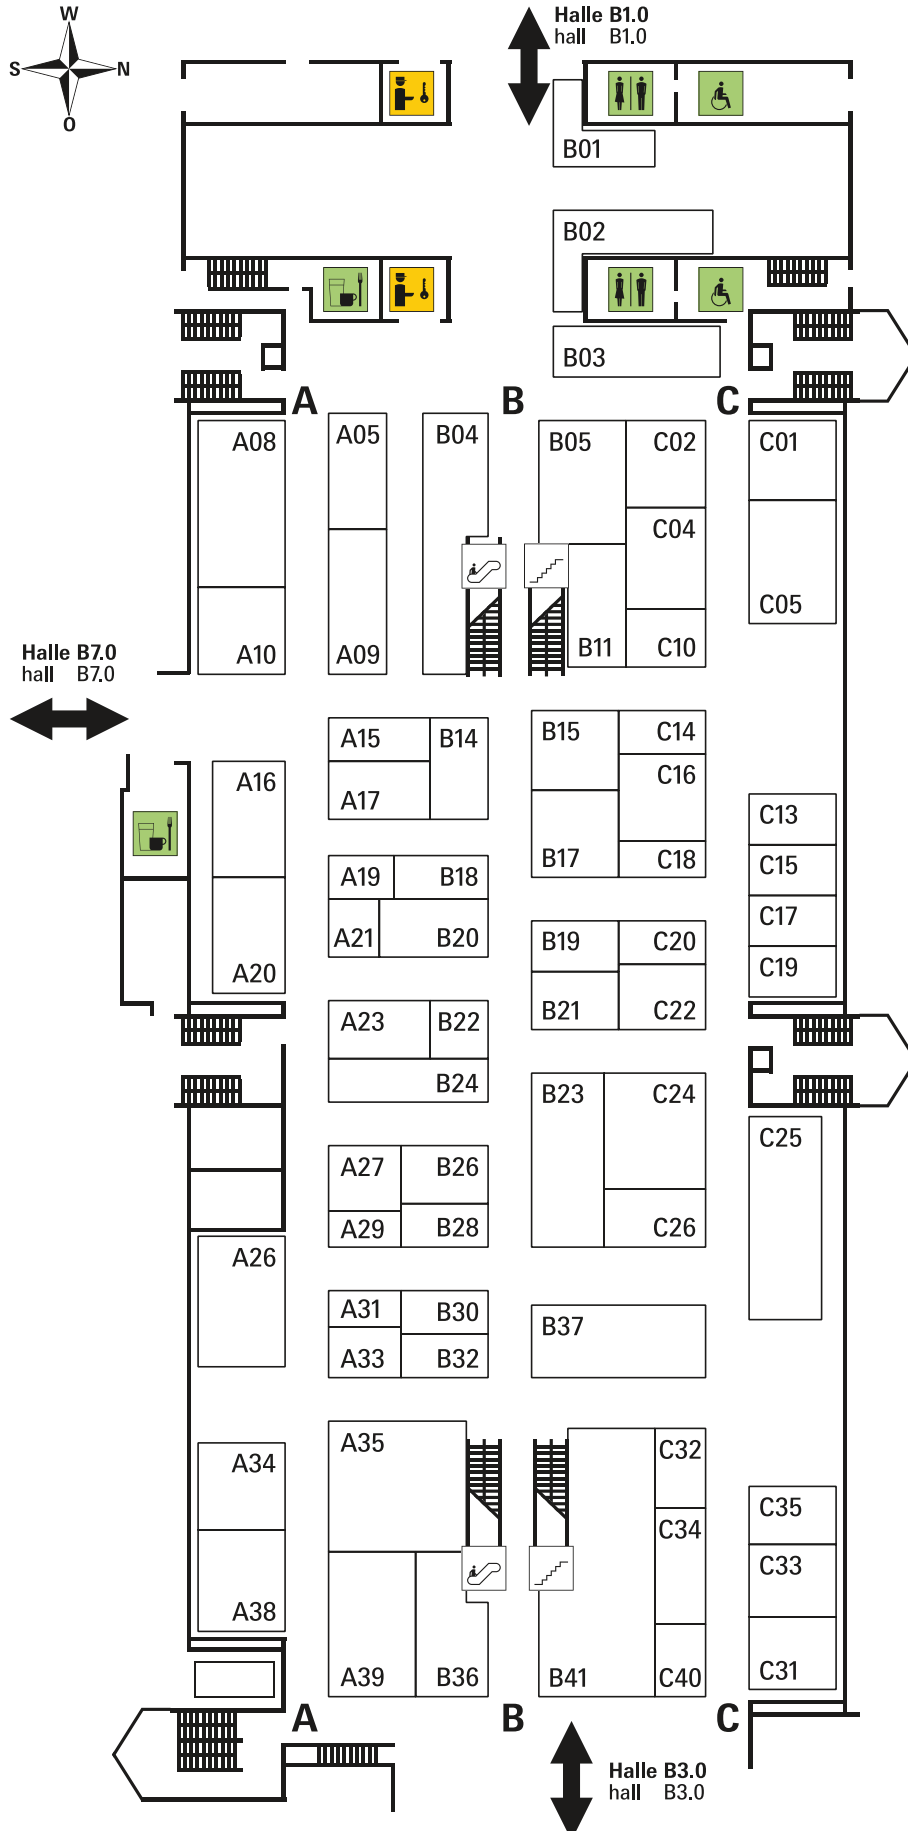 W
S N
O
Halle B1.0
hall B1.0
B01
B02
B03
A B C
A08 A05 B04 B05 C02 C01
C04
C05
A10 A09 B11 C10
Halle B7.0
hall B7.0
A15 B14 B15 C14
A16 C16
A17 C13
B17 C18
C15
A19 B18
C17
A21 B20 B19 C20
A20 C19
A23 B22 B21 C22
B24 B23 C24
C25
A27 B26
A29 B28 C26
A26
A31 B30 B37
A33 B32
A35 C32
A34
C35
C34
C33
A38
A39 B36 B41 C40 C31
A B C
Halle B3.0
hall B3.0